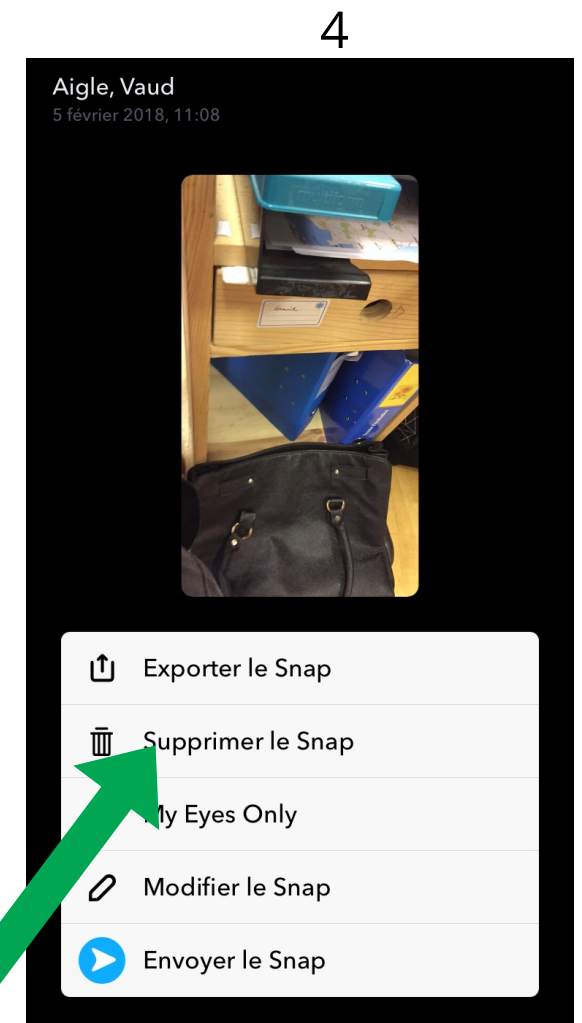 4
Aigle, Vaud
5 février 2018, 11:08
multiform
Exporter le Snap
Supprimer le Snap
My Eyes Only
Modifier le Snap
Envoyer le Snap